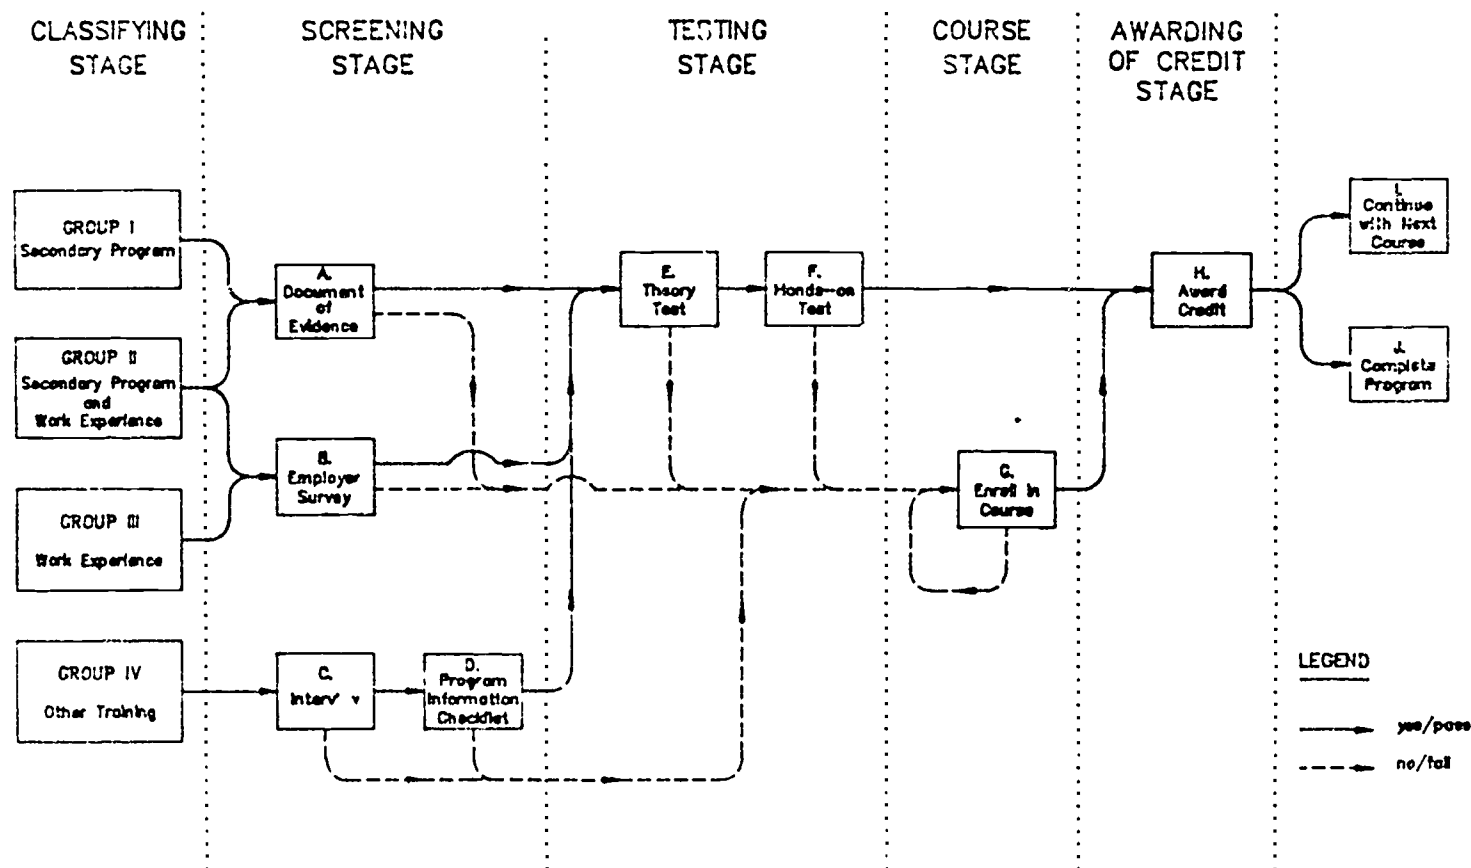 CLASSIFYING
STAGE
SCREENING
STAGE
TESTING
STAGE
COURSE
STAGE
AWARDING
OF CREDIT
STAGE
GROUP I
Secondary Program
GROUP II
Secondary Program
and
Work Experience
GROUP III
Work Experience
GROUP IV
Other Training
A.
Document
of
Evidence
B.
Employer
Survey
C.
D.
Program
Information
Checklist
E.
Theory
Test
F.
Hands-on
Test
G.
Enroll in
Course
H.
Award
Credit
I.
Continue
with Next
Course
J.
Complete
Program
LEGEND
yes/pass
no/fail